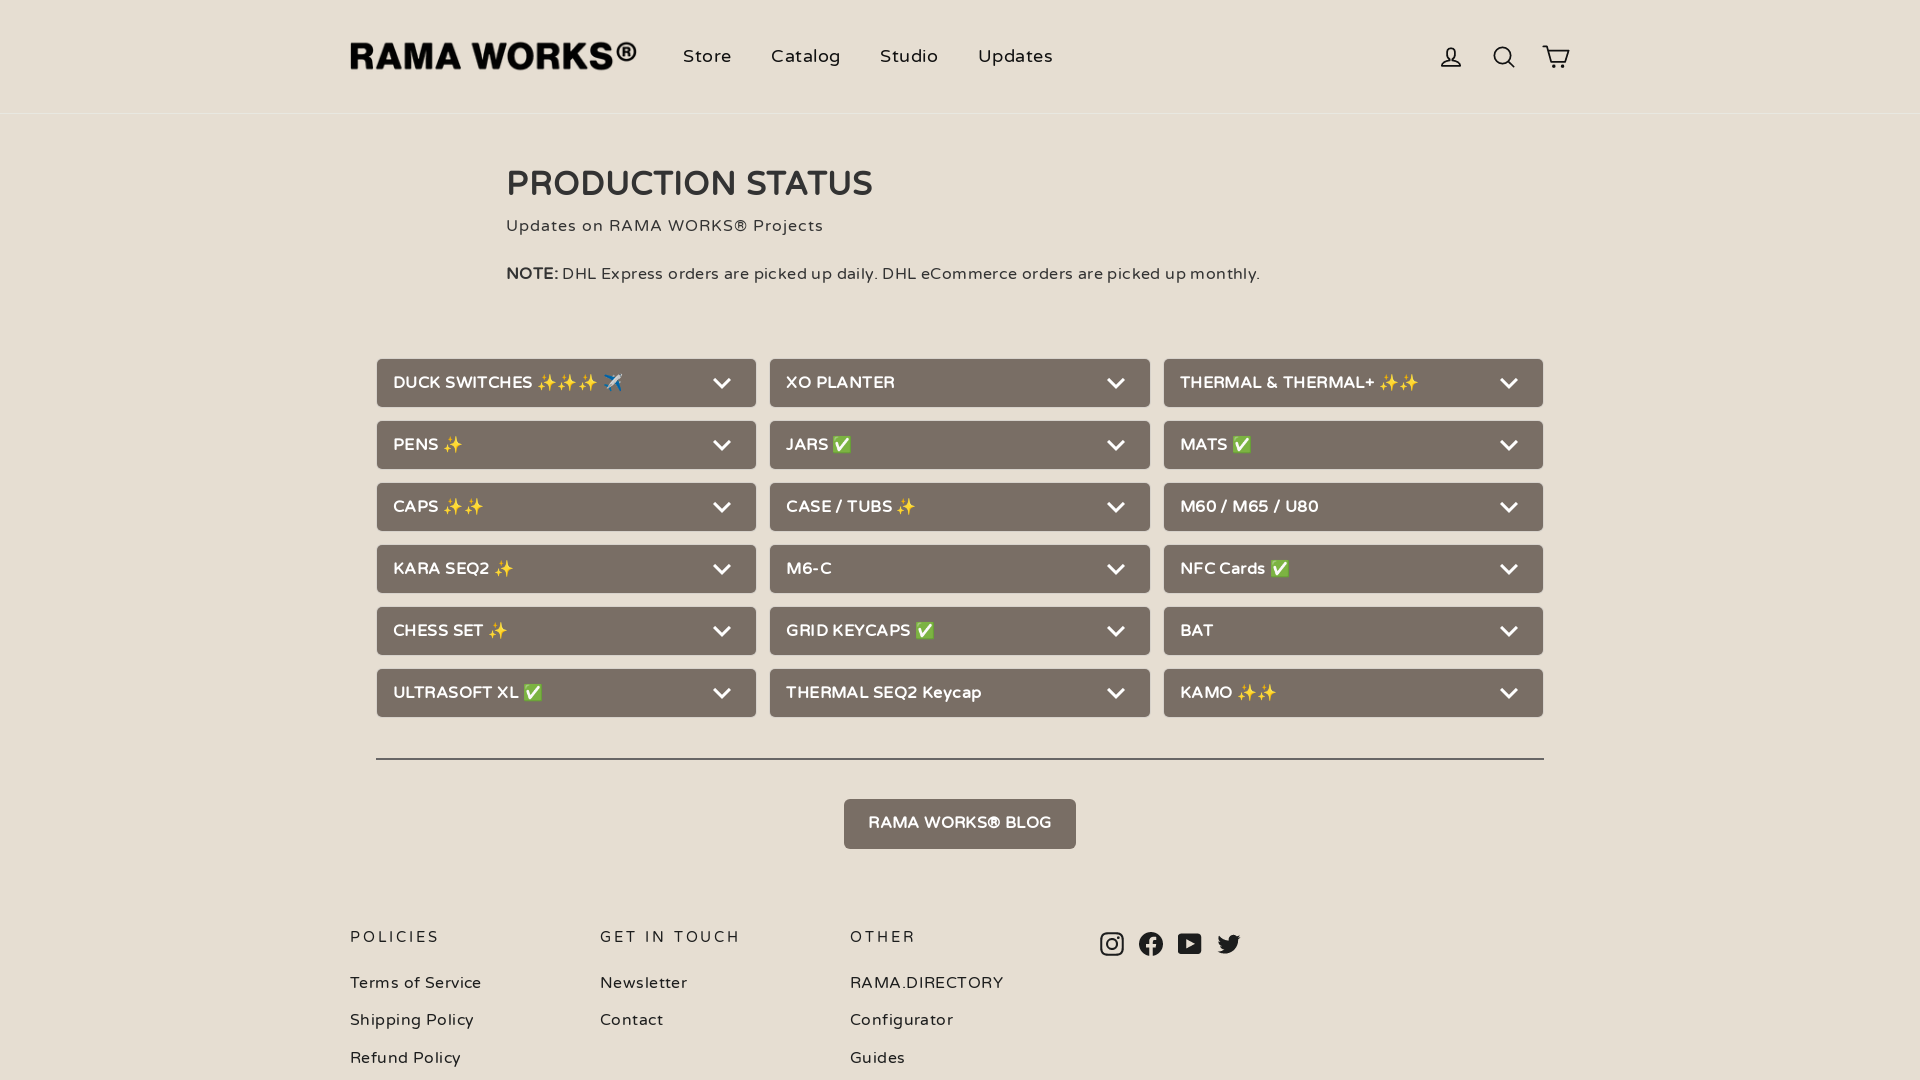 RAMA WORKS®
Store
Catalog
Studio
Updates
PRODUCTION STATUS
Updates on RAMA WORKS® Projects
NOTE: DHL Express orders are picked up daily. DHL eCommerce orders are picked up monthly.
DUCK SWITCHES ✨✨✨ ✈️
XO PLANTER
THERMAL & THERMAL+ ✨✨
PENS ✨
JARS ✅
MATS ✅
CAPS ✨✨
CASE / TUBS ✨
M60 / M65 / U80
KARA SEQ2 ✨
M6-C
NFC Cards ✅
CHESS SET ✨
GRID KEYCAPS ✅
BAT
ULTRASOFT XL ✅
THERMAL SEQ2 Keycap
KAMO ✨✨
RAMA WORKS® BLOG
POLICIES
Terms of Service
Shipping Policy
Refund Policy
GET IN TOUCH
Newsletter
Contact
OTHER
RAMA.DIRECTORY
Configurator
Guides